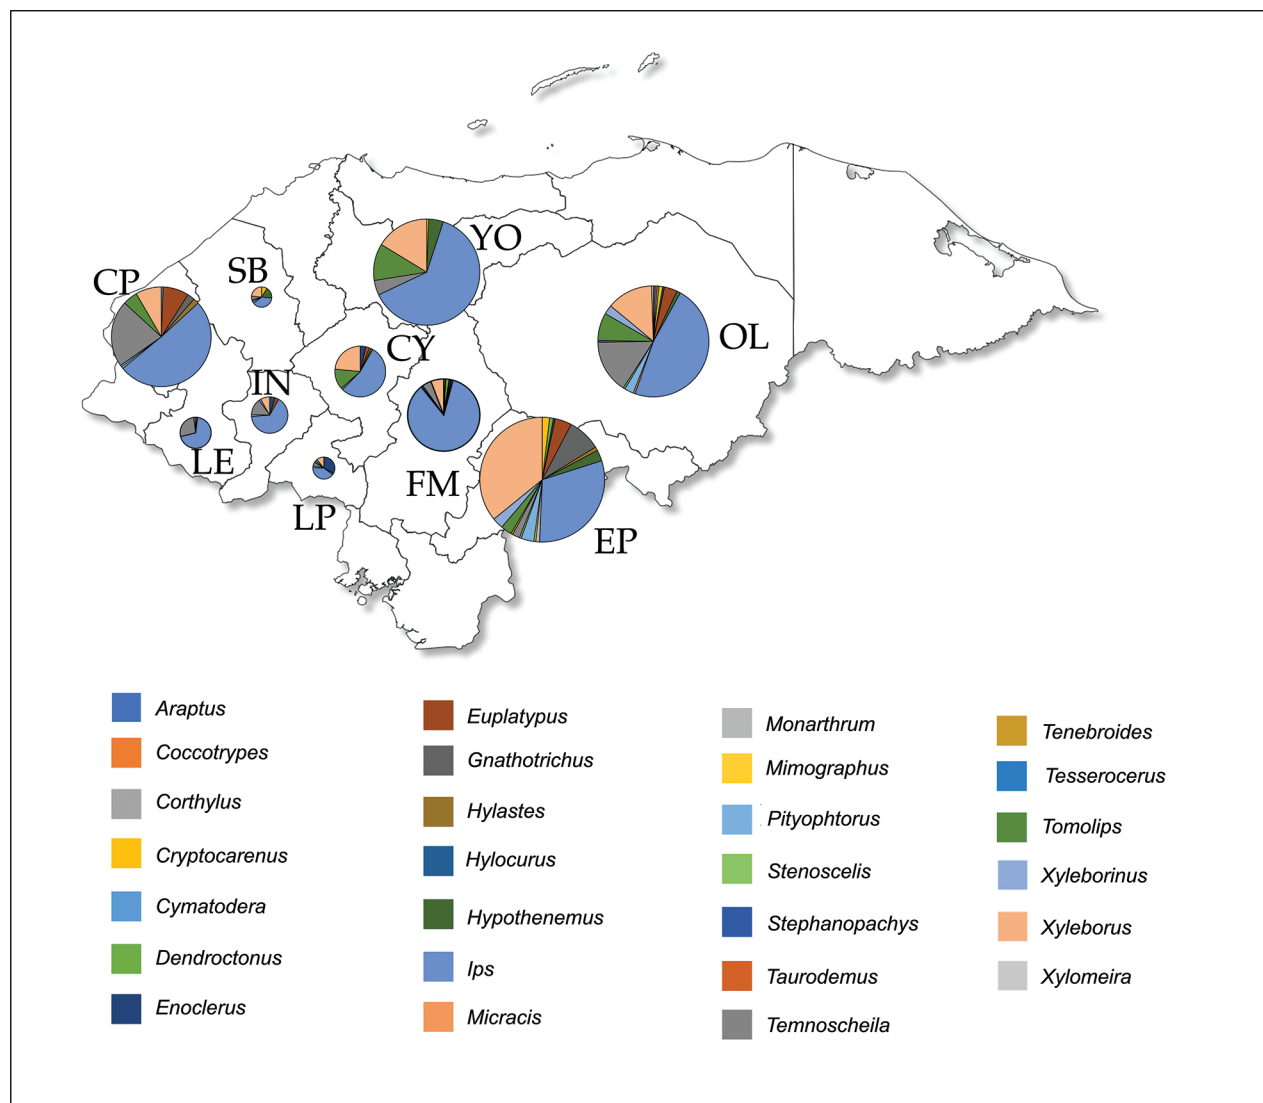 YO
SB
CP
OL
CY
IN
LE
FM
LP
EP
Araptus
Coccotrypes
Corthylus
Cryptocarenus
Cymatodera
Dendroctonus
Enoclerus
Euplatypus
Gnathotrichus
Hylastes
Hylocurus
Hypothenemus
Ips
Micracis
Monarthrum
Mimographus
Pityophtorus
Stenoscelis
Stephanopachys
Taurodemus
Temnoscheila
Tenebroides
Tesserocerus
Tomolips
Xyleborinus
Xyleborus
Xylomeira